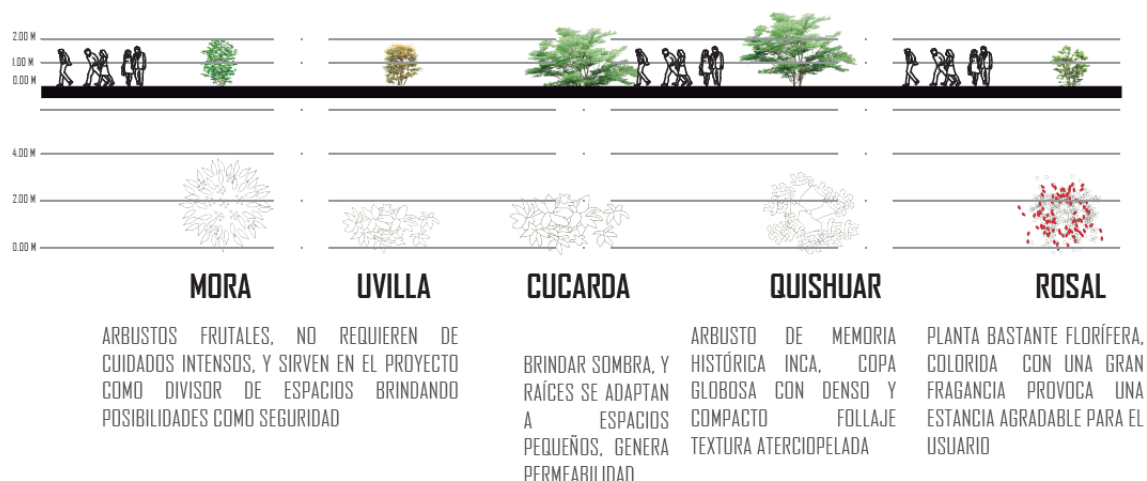 2.00 M
1.00 M
0.00 M
4.00 M
2.00 M
0.00 M
MORA
UVILLA
CUCARDA
QUISHUAR
ROSAL
ARBUSTOS FRUTALES, NO REQUIEREN DE
CUIDADOS INTENSOS, Y SIRVEN EN EL PROYECTO
COMO DIVISOR DE ESPACIOS BRINDANDO
POSIBILIDADES COMO SEGURIDAD
BRINDAR SOMBRA, Y
RAÍCES SE ADAPTAN
A ESPACIOS
PEQUEÑOS, GENERA
PERMEABILIDAD
ARBUSTO DE MEMORIA
HISTÓRICA INCA, COPA
GLOBOSA CON DENSO Y
COMPACTO FOLLAJE
TEXTURA ATERCIOPELADA
PLANTA BASTANTE FLORÍFERA,
COLORIDA CON UNA GRAN
FRAGANCIA PROVOCA UNA
ESTANCIA AGRADABLE PARA EL
USUARIO